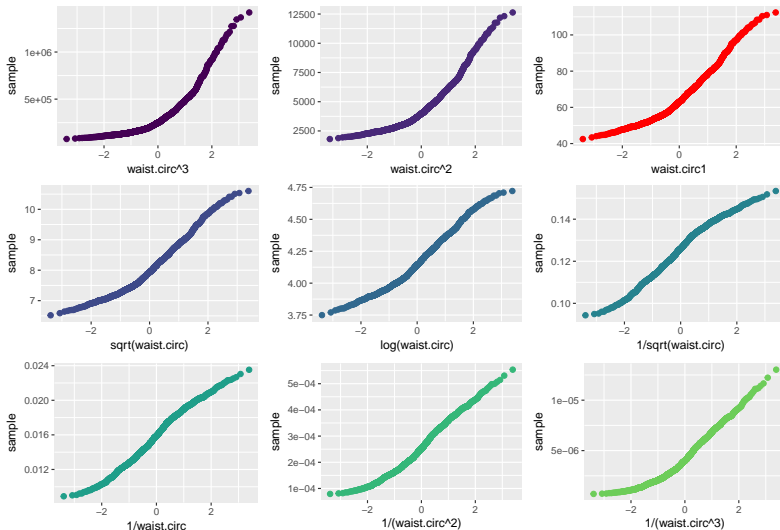 sample
1e+06
5e+05
−2 0 2
waist.circ^3
sample
12500
10000
7500
5000
2500
−2 0 2
waist.circ^2
sample
100
80
60
40
−2 0 2
waist.circ1
sample
10
9
8
7
−2 0 2
sqrt(waist.circ)
sample
4.75
4.50
4.25
4.00
3.75
−2 0 2
log(waist.circ)
sample
0.14
0.12
0.10
−2 0 2
1/sqrt(waist.circ)
sample
0.024
0.020
0.016
0.012
−2 0 2
1/waist.circ
sample
5e−04
4e−04
3e−04
2e−04
1e−04
−2 0 2
1/(waist.circ^2)
sample
1e−05
5e−06
−2 0 2
1/(waist.circ^3)